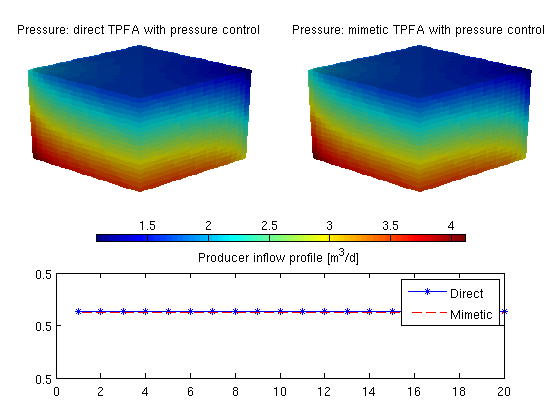 Pressure: direct TPFA with pressure control
Pressure: mimetic TPFA with pressure control
1.5 2 2.5 3 3.5 4
Producer inflow profile [m³/d]
0.5
0.5
0.5
Direct
Mimetic
0 2 4 6 8 10 12 14 16 18 20